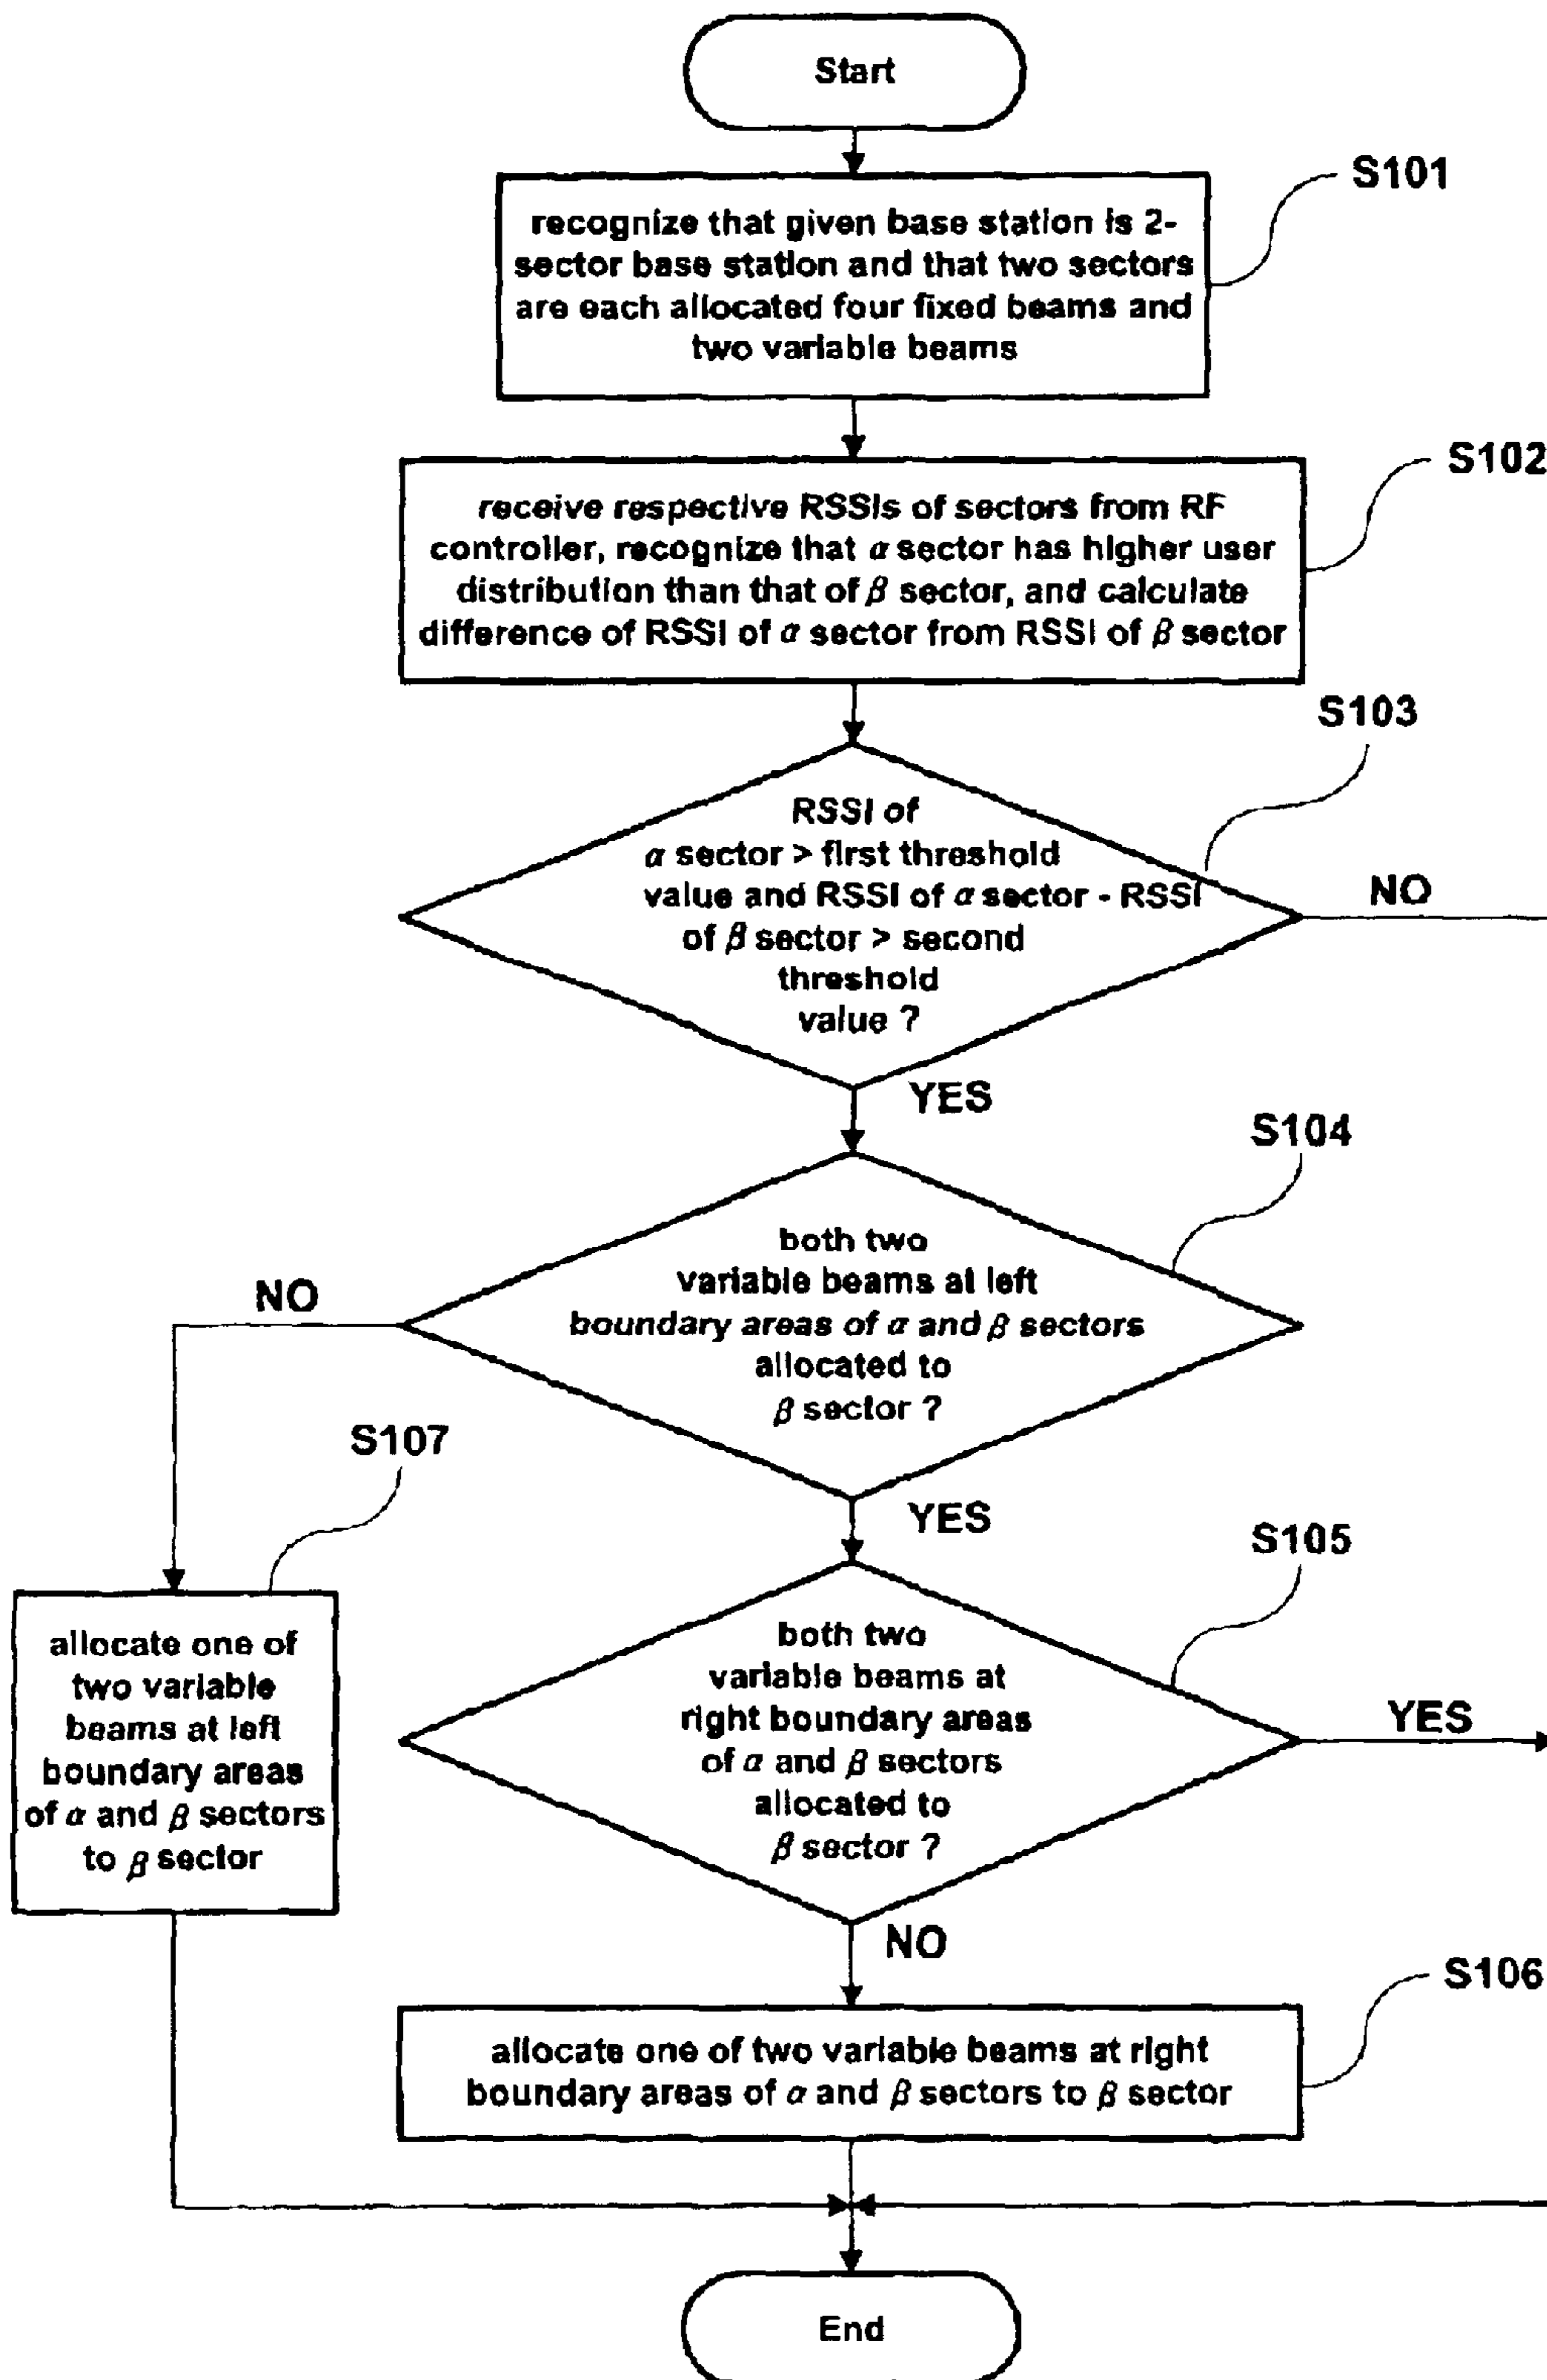 Start
S101
recognize that given base station is 2-
sector base station and that two sectors
are each allocated four fixed beams and
two variable beams
S102
receive respective RSSIs of sectors from RF
controller, recognize that α sector has higher user
distribution than that of β sector, and calculate
difference of RSSI of α sector from RSSI of β sector
S103
RSSI of
α sector > first threshold
value and RSSI of α sector - RSSI
of β sector > second
threshold
value ?
NO
YES
S104
both two
variable beams at left
boundary areas of α and β sectors
allocated to
β sector ?
NO
YES
S107
allocate one of
two variable
beams at left
boundary areas
of α and β sectors
to β sector
S105
both two
variable beams at
right boundary areas
of α and β sectors
allocated to
β sector ?
YES
NO
S106
allocate one of two variable beams at right
boundary areas of α and β sectors to β sector
End